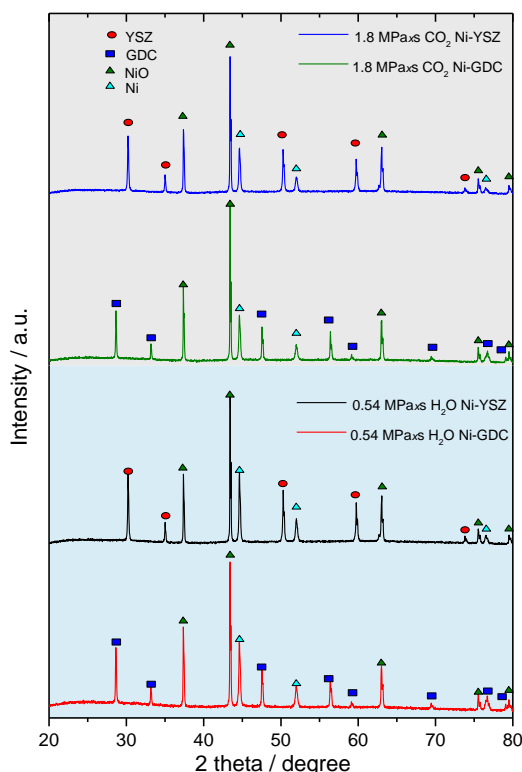 YSZ
GDC
NiO
Ni
1.8 MPaxs CO₂ Ni-YSZ
1.8 MPaxs CO₂ Ni-GDC
0.54 MPaxs H₂O Ni-YSZ
0.54 MPaxs H₂O Ni-GDC
Intensity / a.u.
20 30 40 50 60 70 80
2 theta / degree